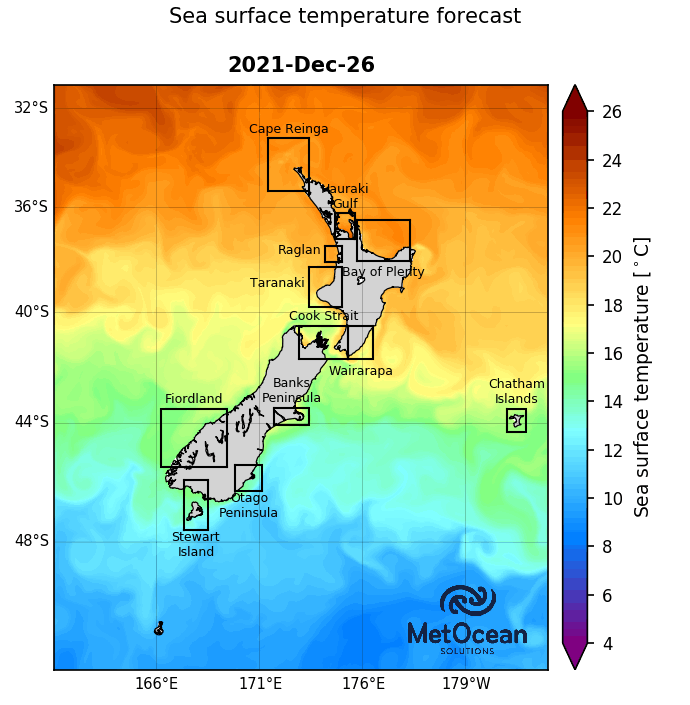 Sea surface temperature forecast
2021-Dec-26
32°S
36°S
40°S
44°S
48°S
Cape Reinga
Hauraki
Gulf
Raglan
Bay of Plenty
Taranaki
Cook Strait
Wairarapa
Banks
Peninsula
Chatham
Islands
Fiordland
Otago
Peninsula
Stewart
Island
MetOcean
SOLUTIONS
166°E
171°E
176°E
179°W
26
24
22
20
18
16
14
12
10
8
6
4
Sea surface temperature [°C]